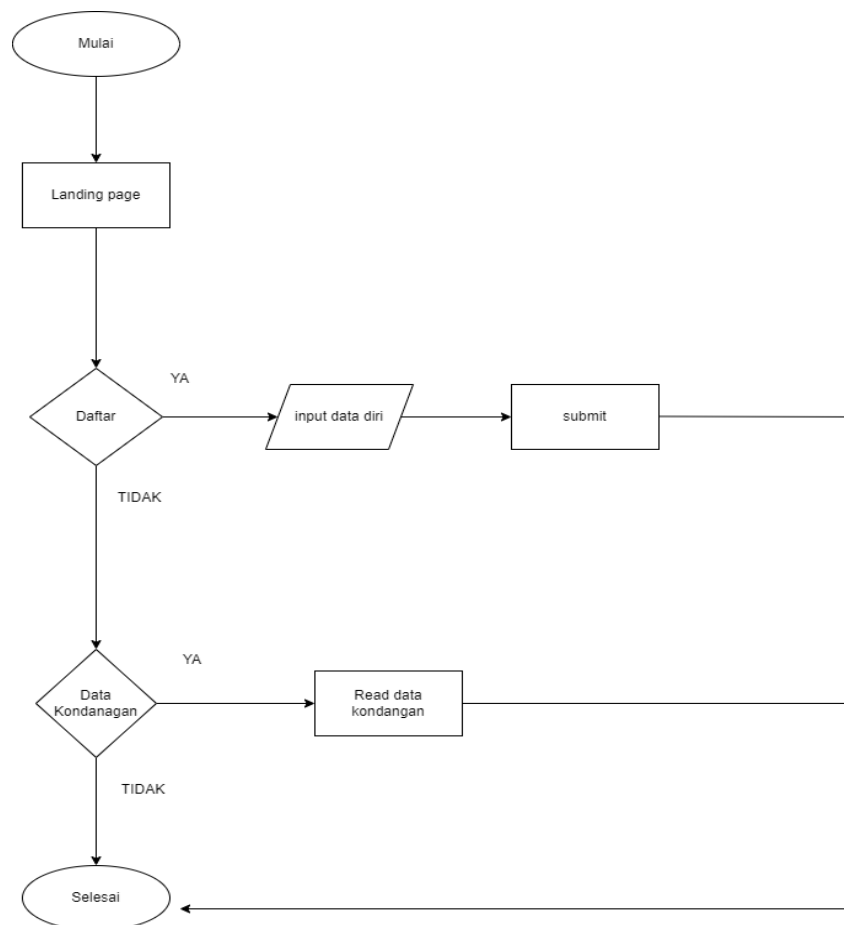 Mulai
Landing page
YA
Daftar
input data diri
submit
TIDAK
YA
Data
Kondanagan
Read data
kondangan
TIDAK
Selesai